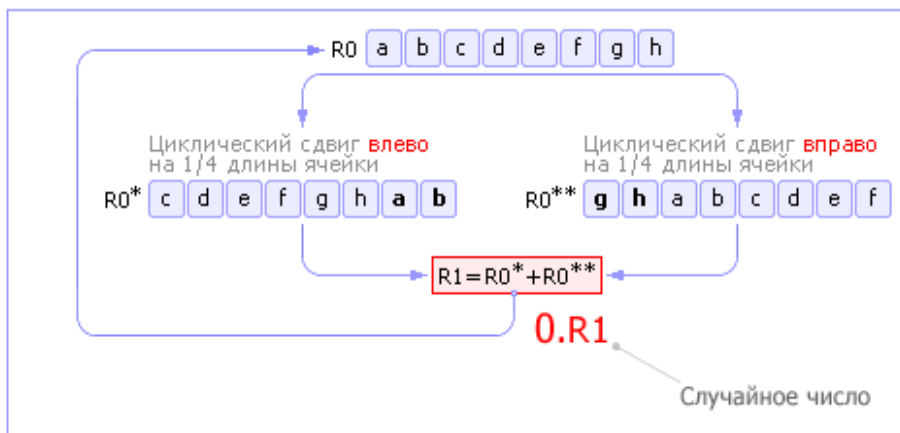 R0 a b c d e f g h
Циклический сдвиг влево
на 1/4 длины ячейки
R0* c d e f g h a b
Циклический сдвиг вправо
на 1/4 длины ячейки
R0** g h a b c d e f
R1=R0*+R0**
0.R1
Случайное число